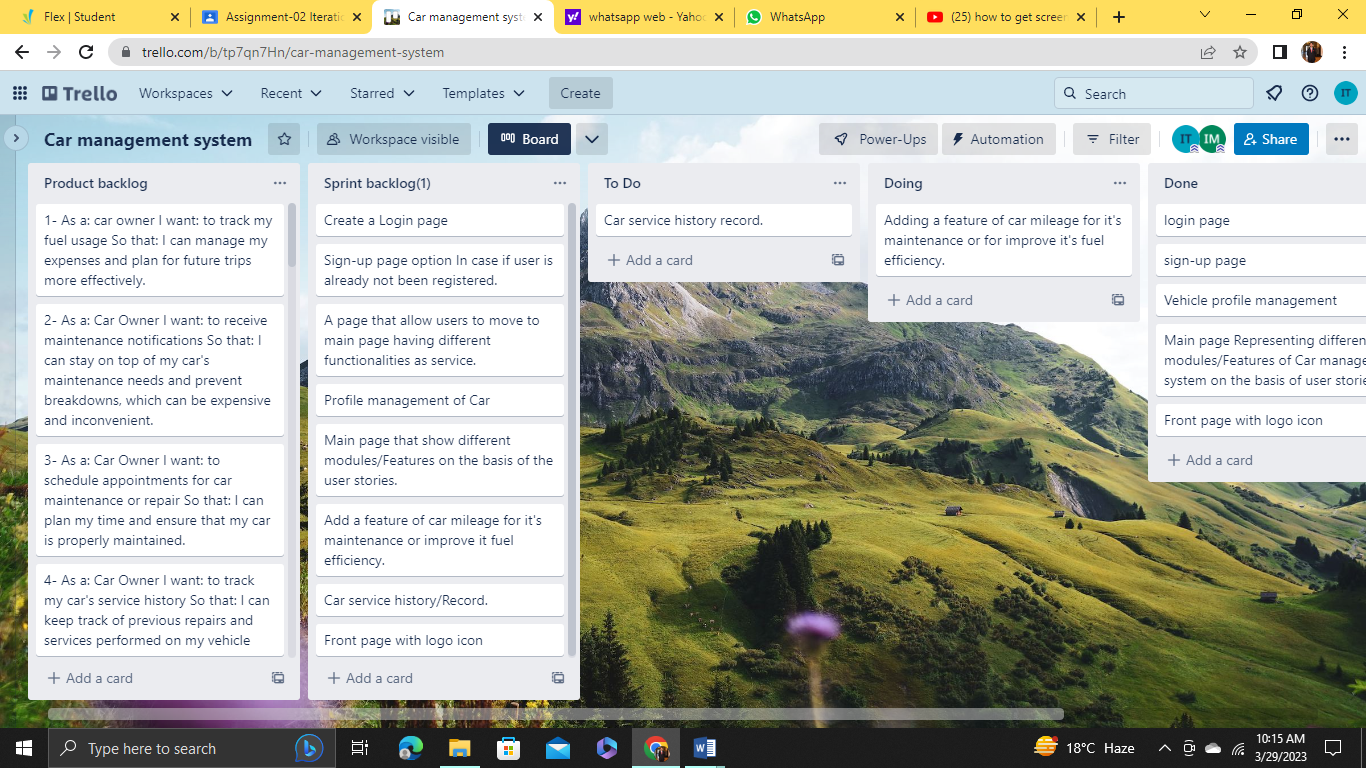 Flex | Student
Assignment-02 Iteratio
Car management syst
whatsapp web - Yahoo
WhatsApp
(25) how to get screen
trello.com/b/tp7qn7Hn/car-management-system
Trello
Workspaces
Recent
Starred
Templates
Create
Search
IT
Car management system
Workspace visible
Board
Power-Ups
Automation
Filter
IT
IM
Share
Product backlog
1- As a: car owner I want: to track my
fuel usage So that: I can manage my
expenses and plan for future trips
more effectively.
2- As a: Car Owner I want: to receive
maintenance notifications So that: I
can stay on top of my car's
maintenance needs and prevent
breakdowns, which can be expensive
and inconvenient.
3- As a: Car Owner I want: to
schedule appointments for car
maintenance or repair So that: I can
plan my time and ensure that my car
is properly maintained.
4- As a: Car Owner I want: to track
my car's service history So that: I can
keep track of previous repairs and
services performed on my vehicle
+ Add a card
Sprint backlog(1)
Create a Login page
Sign-up page option In case if user is
already not been registered.
A page that allow users to move to
main page having different
functionalities as service.
Profile management of Car
Main page that show different
modules/Features on the basis of the
user stories.
Add a feature of car mileage for it's
maintenance or improve it fuel
efficiency.
Car service history/Record.
Front page with logo icon
+ Add a card
To Do
Car service history record.
+ Add a card
Doing
Adding a feature of car mileage for it's
maintenance or for improve it's fuel
efficiency.
+ Add a card
Done
login page
sign-up page
Vehicle profile management
Main page Representing differen
modules/Features of Car manage
system on the basis of user storie
Front page with logo icon
+ Add a card
Type here to search
18°C Haze
10:15 AM
3/29/2023